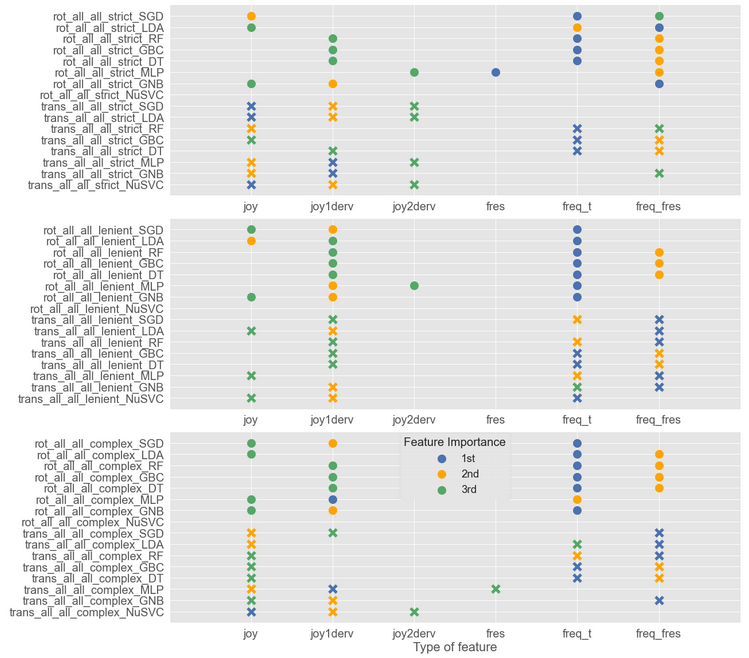 rot_all_all_strict_SGD
rot_all_all_strict_LDA
rot_all_all_strict_RF
rot_all_all_strict_GBC
rot_all_all_strict_DT
rot_all_all_strict_MLP
rot_all_all_strict_GNB
rot_all_all_strict_NuSVC
trans_all_all_strict_SGD
trans_all_all_strict_LDA
trans_all_all_strict_RF
trans_all_all_strict_GBC
trans_all_all_strict_DT
trans_all_all_strict_MLP
trans_all_all_strict_GNB
trans_all_all_strict_NuSVC
joy joy1derv joy2derv fres freq_t freq_fres
rot_all_all_lenient_SGD
rot_all_all_lenient_LDA
rot_all_all_lenient_RF
rot_all_all_lenient_GBC
rot_all_all_lenient_DT
rot_all_all_lenient_MLP
rot_all_all_lenient_GNB
rot_all_all_lenient_NuSVC
trans_all_all_lenient_SGD
trans_all_all_lenient_LDA
trans_all_all_lenient_RF
trans_all_all_lenient_GBC
trans_all_all_lenient_DT
trans_all_all_lenient_MLP
trans_all_all_lenient_GNB
trans_all_all_lenient_NuSVC
joy joy1derv joy2derv fres freq_t freq_fres
rot_all_all_complex_SGD
rot_all_all_complex_LDA
rot_all_all_complex_RF
rot_all_all_complex_GBC
rot_all_all_complex_DT
rot_all_all_complex_MLP
rot_all_all_complex_GNB
rot_all_all_complex_NuSVC
trans_all_all_complex_SGD
trans_all_all_complex_LDA
trans_all_all_complex_RF
trans_all_all_complex_GBC
trans_all_all_complex_DT
trans_all_all_complex_MLP
trans_all_all_complex_GNB
trans_all_all_complex_NuSVC
Feature Importance
1st
2nd
3rd
joy joy1derv joy2derv fres freq_t freq_fres
Type of feature